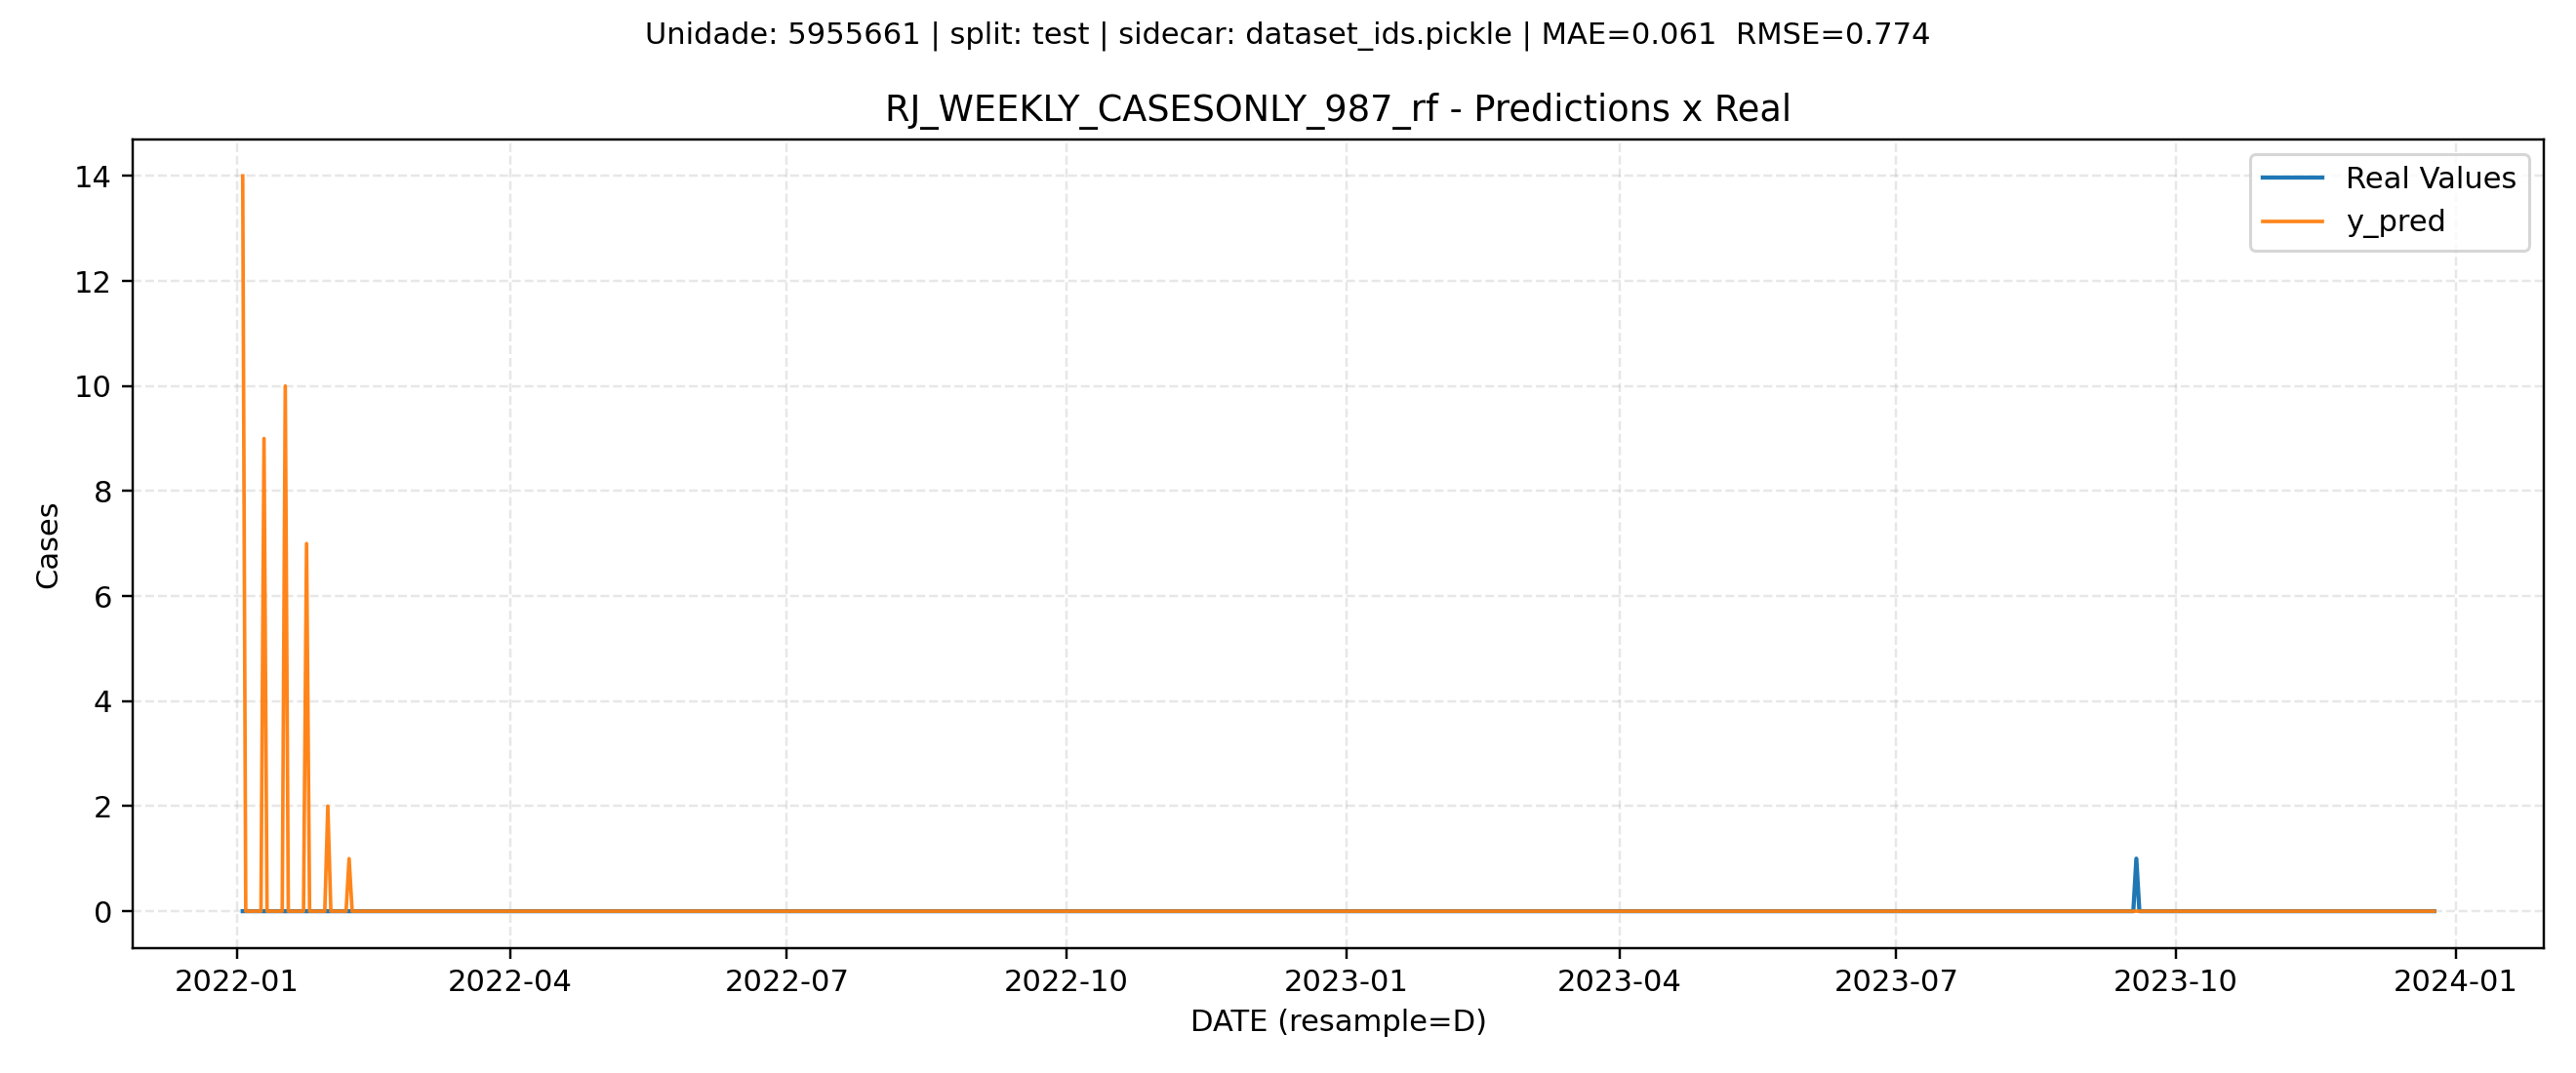 Unidade: 5955661 | split: test | sidecar: dataset_ids.pickle | MAE=0.061  RMSE=0.774
RJ_WEEKLY_CASESONLY_987_rf - Predictions x Real
Real Values
y_pred
Cases
14
12
10
8
6
4
2
0
2022-01 2022-04 2022-07 2022-10 2023-01 2023-04 2023-07 2023-10 2024-01
DATE (resample=D)